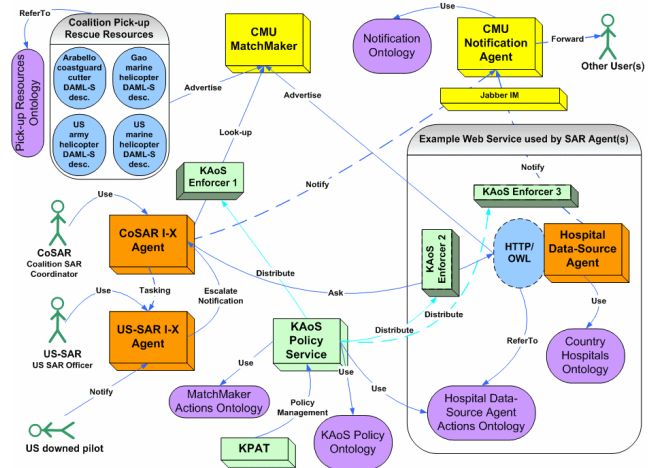 ReferTo
Coalition Pick-up
Rescue Resources
Arabello
coastguard
cutter
DAML-S
desc.
Gao
marine
helicopter
DAML-S
desc.
US
army
helicopter
DAML-S
desc.
US
marine
helicopter
DAML-S
desc.
Pick-up Resources
Ontology
CMU
MatchMaker
Use
Notification
Ontology
CMU
Notification
Agent
Forward
Other User(s)
Jabber IM
Advertise
Advertise
Look-up
Example Web Service used by SAR Agent(s)
Notify
KAoS
Enforcer 1
Notify
KAoS Enforcer 3
Use
CoSAR
Coalition SAR
Coordinator
CoSAR I-X
Agent
KAoS
Enforcer 2
HTTP/
OWL
Hospital
Data-Source
Agent
Distribute
Ask
Tasking
Escalate
Notification
Use
US-SAR
US SAR Officer
US-SAR I-X
Agent
KAoS
Policy
Service
Distribute
Distribute
Use
ReferTo
Country
Hospitals
Ontology
Notify
Use
MatchMaker
Actions Ontology
Use
Use
Policy
Management
Hospital Data-
Source Agent
Actions Ontology
KAoS Policy
Ontology
US downed pilot
KPAT